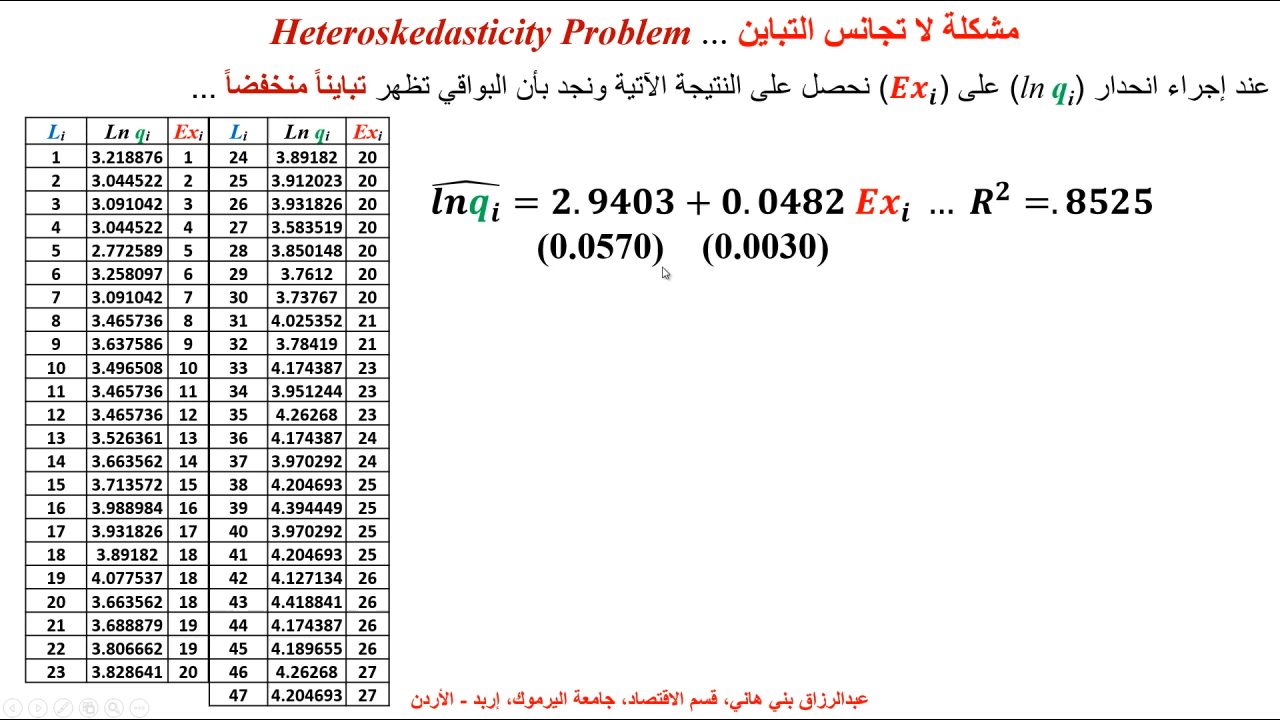 مشكلة لا تجانس التباين ... Heteroskedasticity Problem
عند إجراء انحدار (ln qᵢ) على (Exᵢ) نحصل على النتيجة الآتية ونجد بأن البواقي تظهر تبايناً منخفضاً ...
Lᵢ Ln qᵢ Exᵢ Lᵢ Ln qᵢ Exᵢ
1 3.218876 1 24 3.89182 20
2 3.044522 2 25 3.912023 20
3 3.091042 3 26 3.931826 20
4 3.044522 4 27 3.583519 20
5 2.772589 5 28 3.850148 20
6 3.258097 6 29 3.7612 20
7 3.091042 7 30 3.73767 20
8 3.465736 8 31 4.025352 21
9 3.637586 9 32 3.78419 21
10 3.496508 10 33 4.174387 23
11 3.465736 11 34 3.951244 23
12 3.465736 12 35 4.26268 23
13 3.526361 13 36 4.174387 24
14 3.663562 14 37 3.970292 24
15 3.713572 15 38 4.204693 25
16 3.988984 16 39 4.394449 25
17 3.931826 17 40 3.970292 25
18 3.89182 18 41 4.204693 25
19 4.077537 18 42 4.127134 26
20 3.663562 18 43 4.418841 26
21 3.688879 19 44 4.174387 26
22 3.806662 19 45 4.189655 26
23 3.828641 20 46 4.26268 27
47 4.204693 27
lnqᵢ = 2.9403 + 0.0482 Exᵢ ... R² =.8525
(0.0570) (0.0030)
عبدالرزاق بني هاني، قسم الاقتصاد، جامعة اليرموك، إربد - الأردن